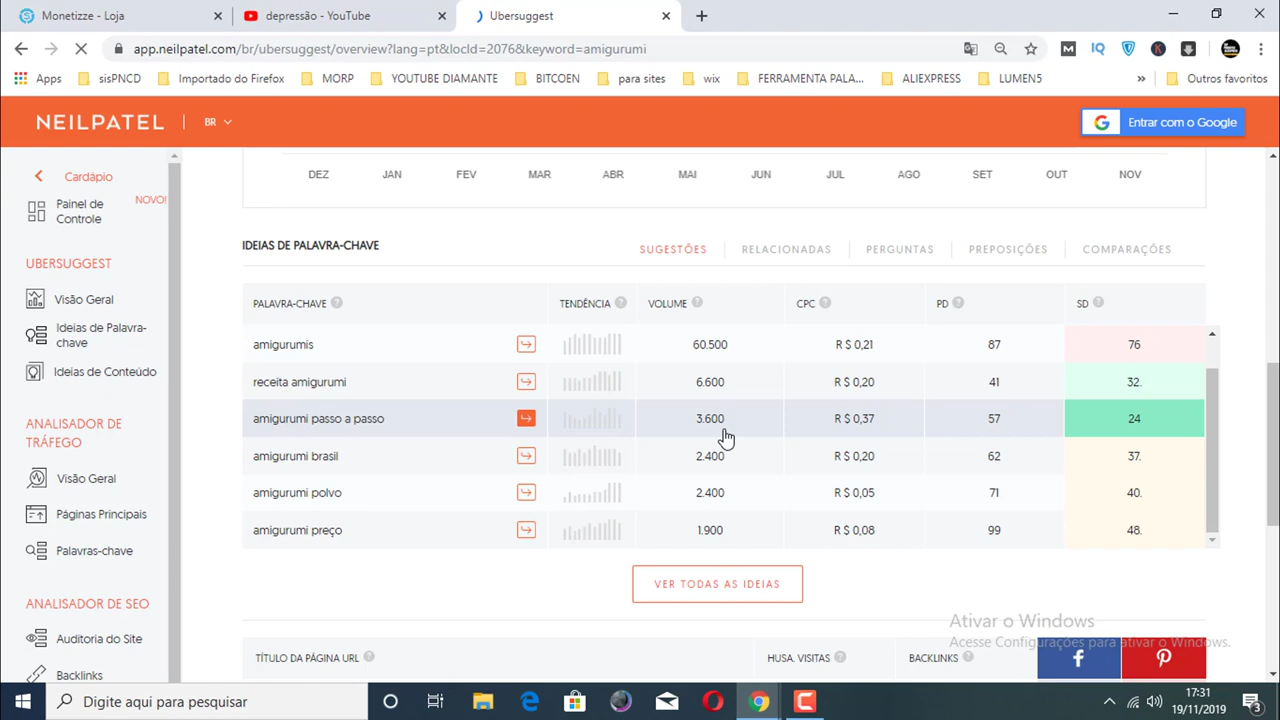 Monetizze - Loja
depressão - YouTube
Ubersuggest
app.neilpatel.com/br/ubersuggest/overview?lang=pt&locId=2076&keyword=amigurumi
Apps
sisPNCD
Importado do Firefox
MORP
YOUTUBE DIAMANTE
BITCOEN
para sites
wix
FERRAMENTA PALA...
ALIEXPRESS
LUMEN5
Outros favoritos
NEILPATEL
BR
Entrar com o Google
Cardápio
Painel de Controle
NOVO!
UBERSUGGEST
Visão Geral
Ideias de Palavra-chave
Ideias de Conteúdo
ANALISADOR DE TRÁFEGO
Visão Geral
Páginas Principais
Palavras-chave
ANALISADOR DE SEO
Auditoria do Site
Backlinks
DEZ JAN FEV MAR ABR MAI JUN JUL AGO SET OUT NOV
IDEIAS DE PALAVRA-CHAVE
SUGESTÕES RELACIONADAS PERGUNTAS PREPOSIÇÕES COMPARAÇÕES
PALAVRA-CHAVE TENDÊNCIA VOLUME CPC PD SD
amigurumis 60.500 R $ 0,21 87 76
receita amigurumi 6.600 R $ 0,20 41 32.
amigurumi passo a passo 3.600 R $ 0,37 57 24
amigurumi brasil 2.400 R $ 0,20 62 37.
amigurumi polvo 2.400 R $ 0,05 71 40.
amigurumi preço 1.900 R $ 0,08 99 48.
VER TODAS AS IDEIAS
Ativar o Windows
Acesse Configurações para ativar o Windows.
TÍTULO DA PÁGINA URL HUSA. VISITAS BACKLINKS
Digite aqui para pesquisar
17:31
19/11/2019
3